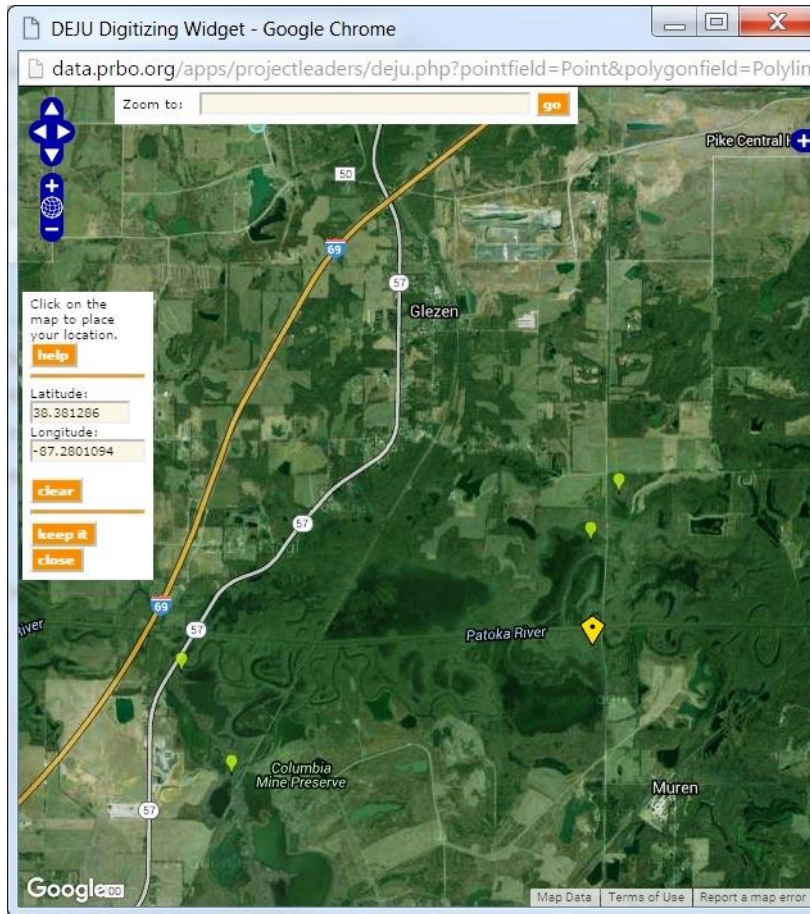 DEJU Digitizing Widget - Google Chrome
data.prbo.org/apps/projectleaders/deju.php?pointfield=Point&polygonfield=Polylin
Zoom to:
go
Pike Central H
50
69
57
Glezen
Click on the
map to place
your location.
help
Latitude:
38.381286
Longitude:
-87.2801094
clear
keep it
close
57
69
57
River
Patoka River
Columbia
Mine Preserve
Muren
57
Google
00
Map Data
Terms of Use
Report a map error